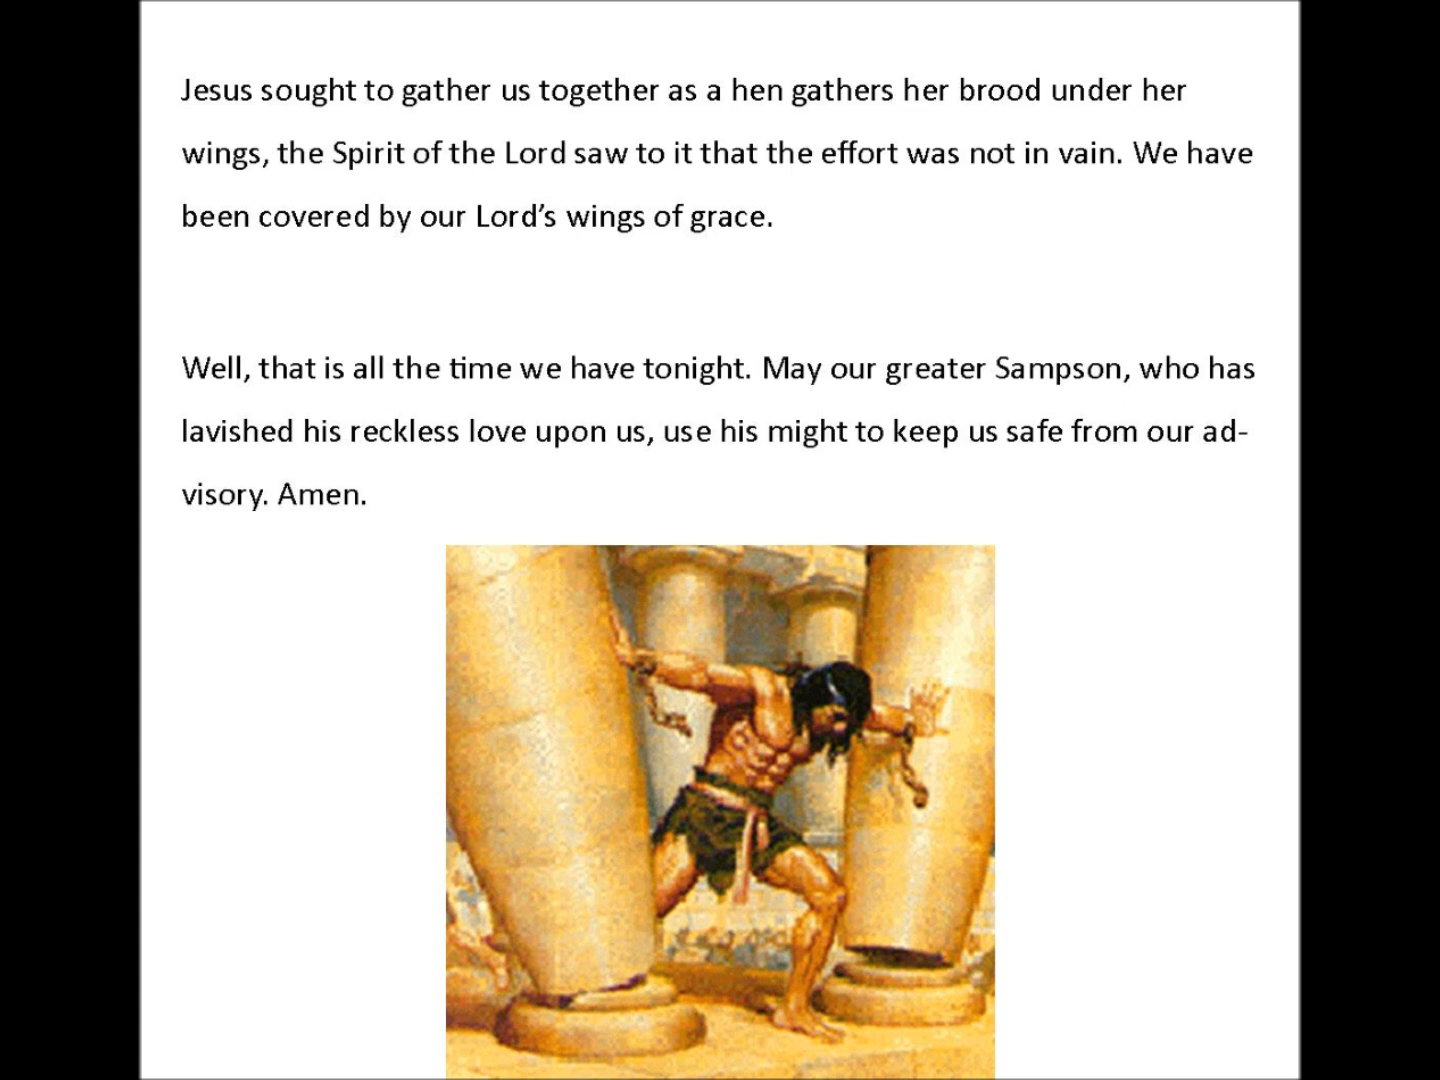 Jesus sought to gather us together as a hen gathers her brood under her
wings, the Spirit of the Lord saw to it that the effort was not in vain. We have
been covered by our Lord’s wings of grace.
Well, that is all the time we have tonight. May our greater Sampson, who has
lavished his reckless love upon us, use his might to keep us safe from our ad-
visory. Amen.